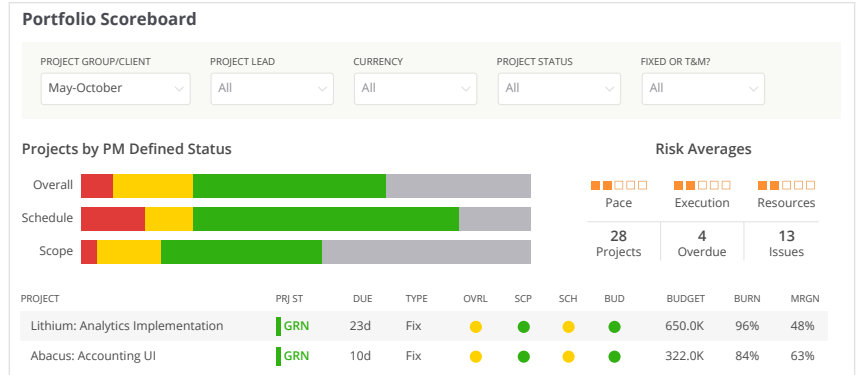 Portfolio Scoreboard
PROJECT GROUP/CLIENT PROJECT LEAD CURRENCY PROJECT STATUS FIXED OR T&M?
May-October All All All All
Projects by PM Defined Status
Overall
Schedule
Scope
Risk Averages
Pace Execution Resources
28 4 13
Projects Overdue Issues
PROJECT PRJ ST DUE TYPE OVRL SCP SCH BUD BUDGET BURN MRGN
Lithium: Analytics Implementation GRN 23d Fix 650.0K 96% 48%
Abacus: Accounting UI GRN 10d Fix 322.0K 84% 63%